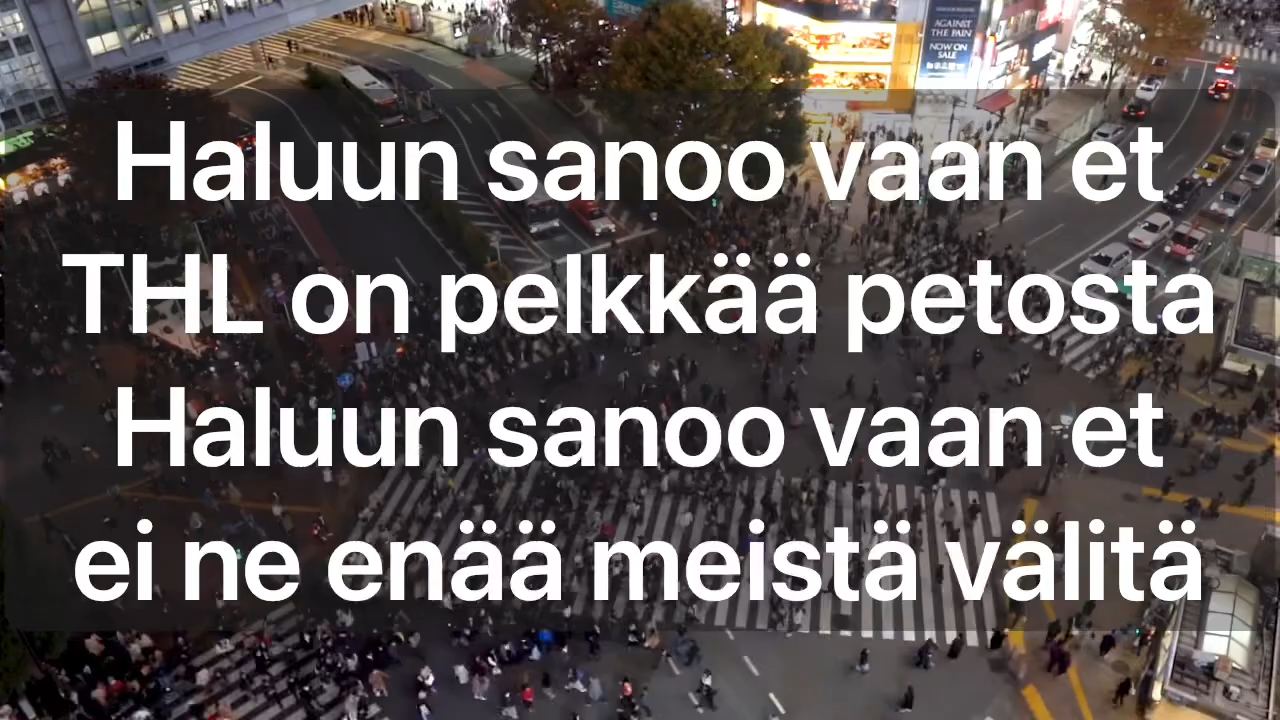 AGAINST
THE PAIN
NOW ON
SALE
Haluun sanoo vaan et
THL on pelkkää petosta
Haluun sanoo vaan et
ei ne enää meistä välitä